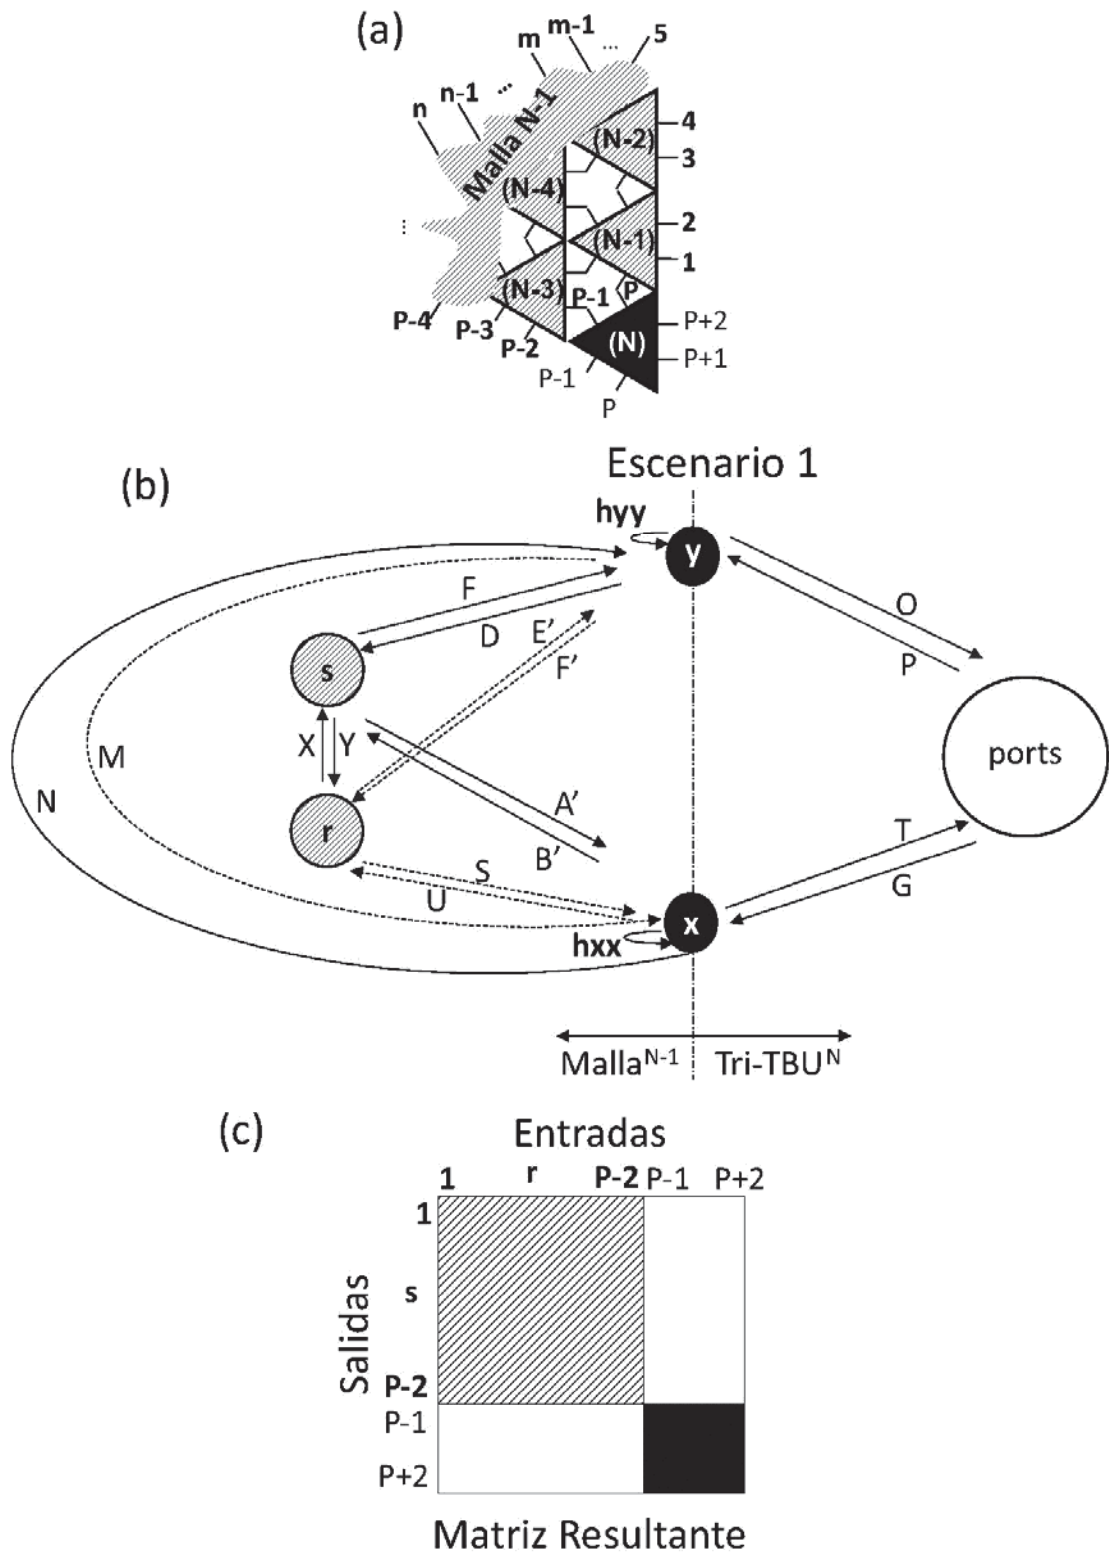 (a)
m-1
m
...
5
n-1
...
n
Malla N-1
(N-2)
4
3
(N-4)
2
(N-1)
1
...
(N-3)
P-1
P
P-4
P-3
P-2
(N)
P+2
P+1
P-1
P
(b)
Escenario 1
hyy
y
F
D
E'
F'
O
P
s
X
Y
M
N
ports
A'
B'
r
S
U
T
G
x
hxx
Malla^N-1
Tri-TBU^N
(c)
Entradas
1 r P-2 P-1 P+2
1
s
Salidas
P-2
P-1
P+2
Matriz Resultante